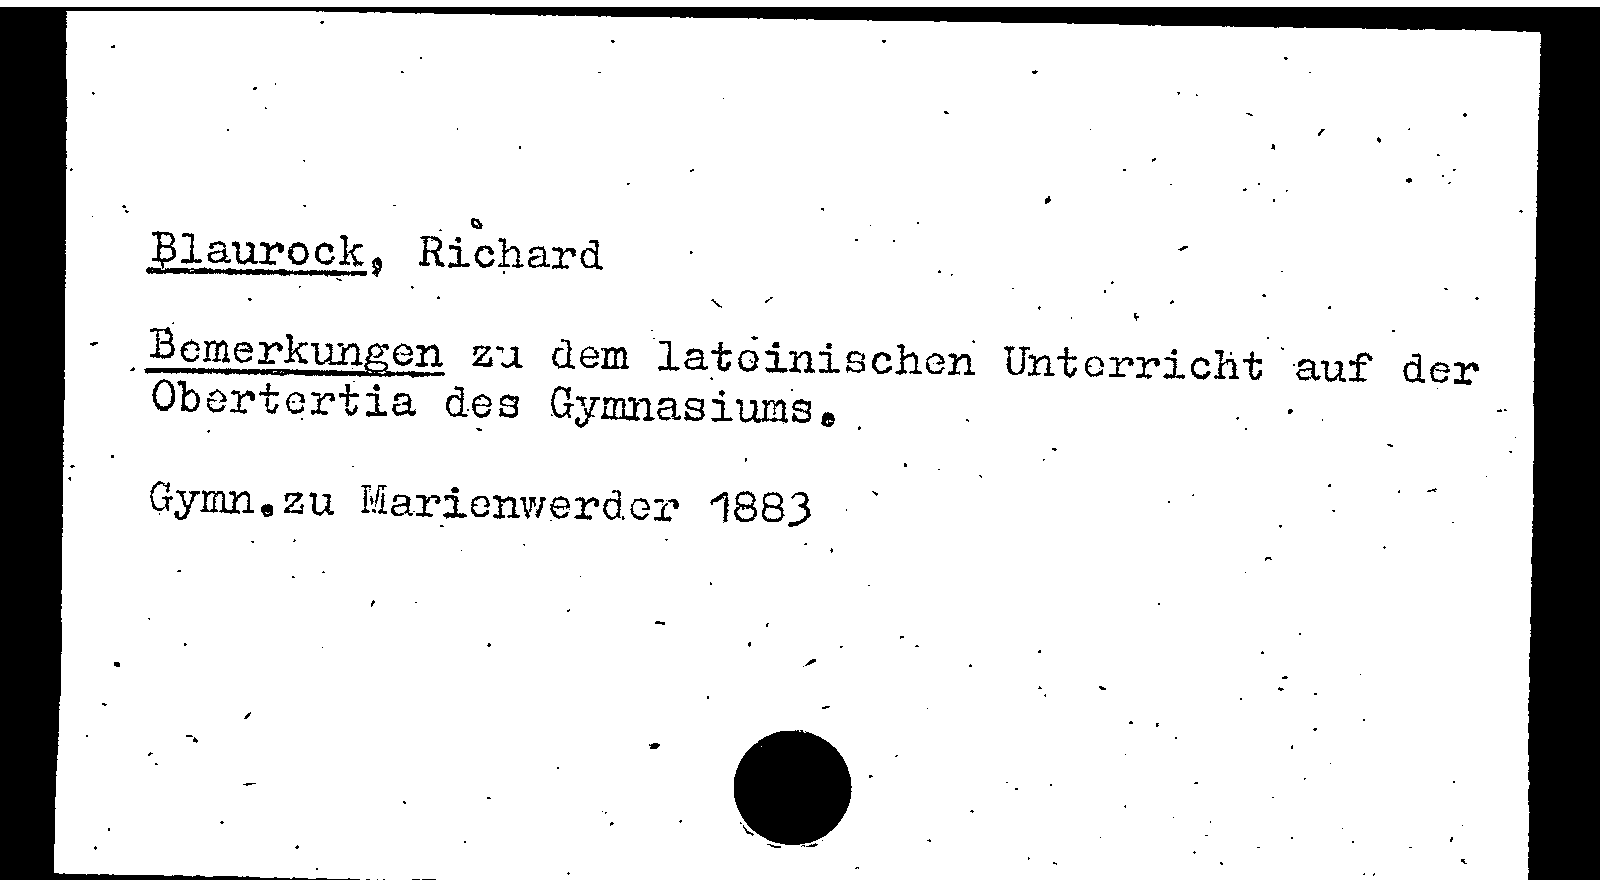 Blaurock, Richard
Bemerkungen zu dem lateinischen Unterricht auf der
Obertertia des Gymnasiums.
Gymn.zu Marienwerder 1883